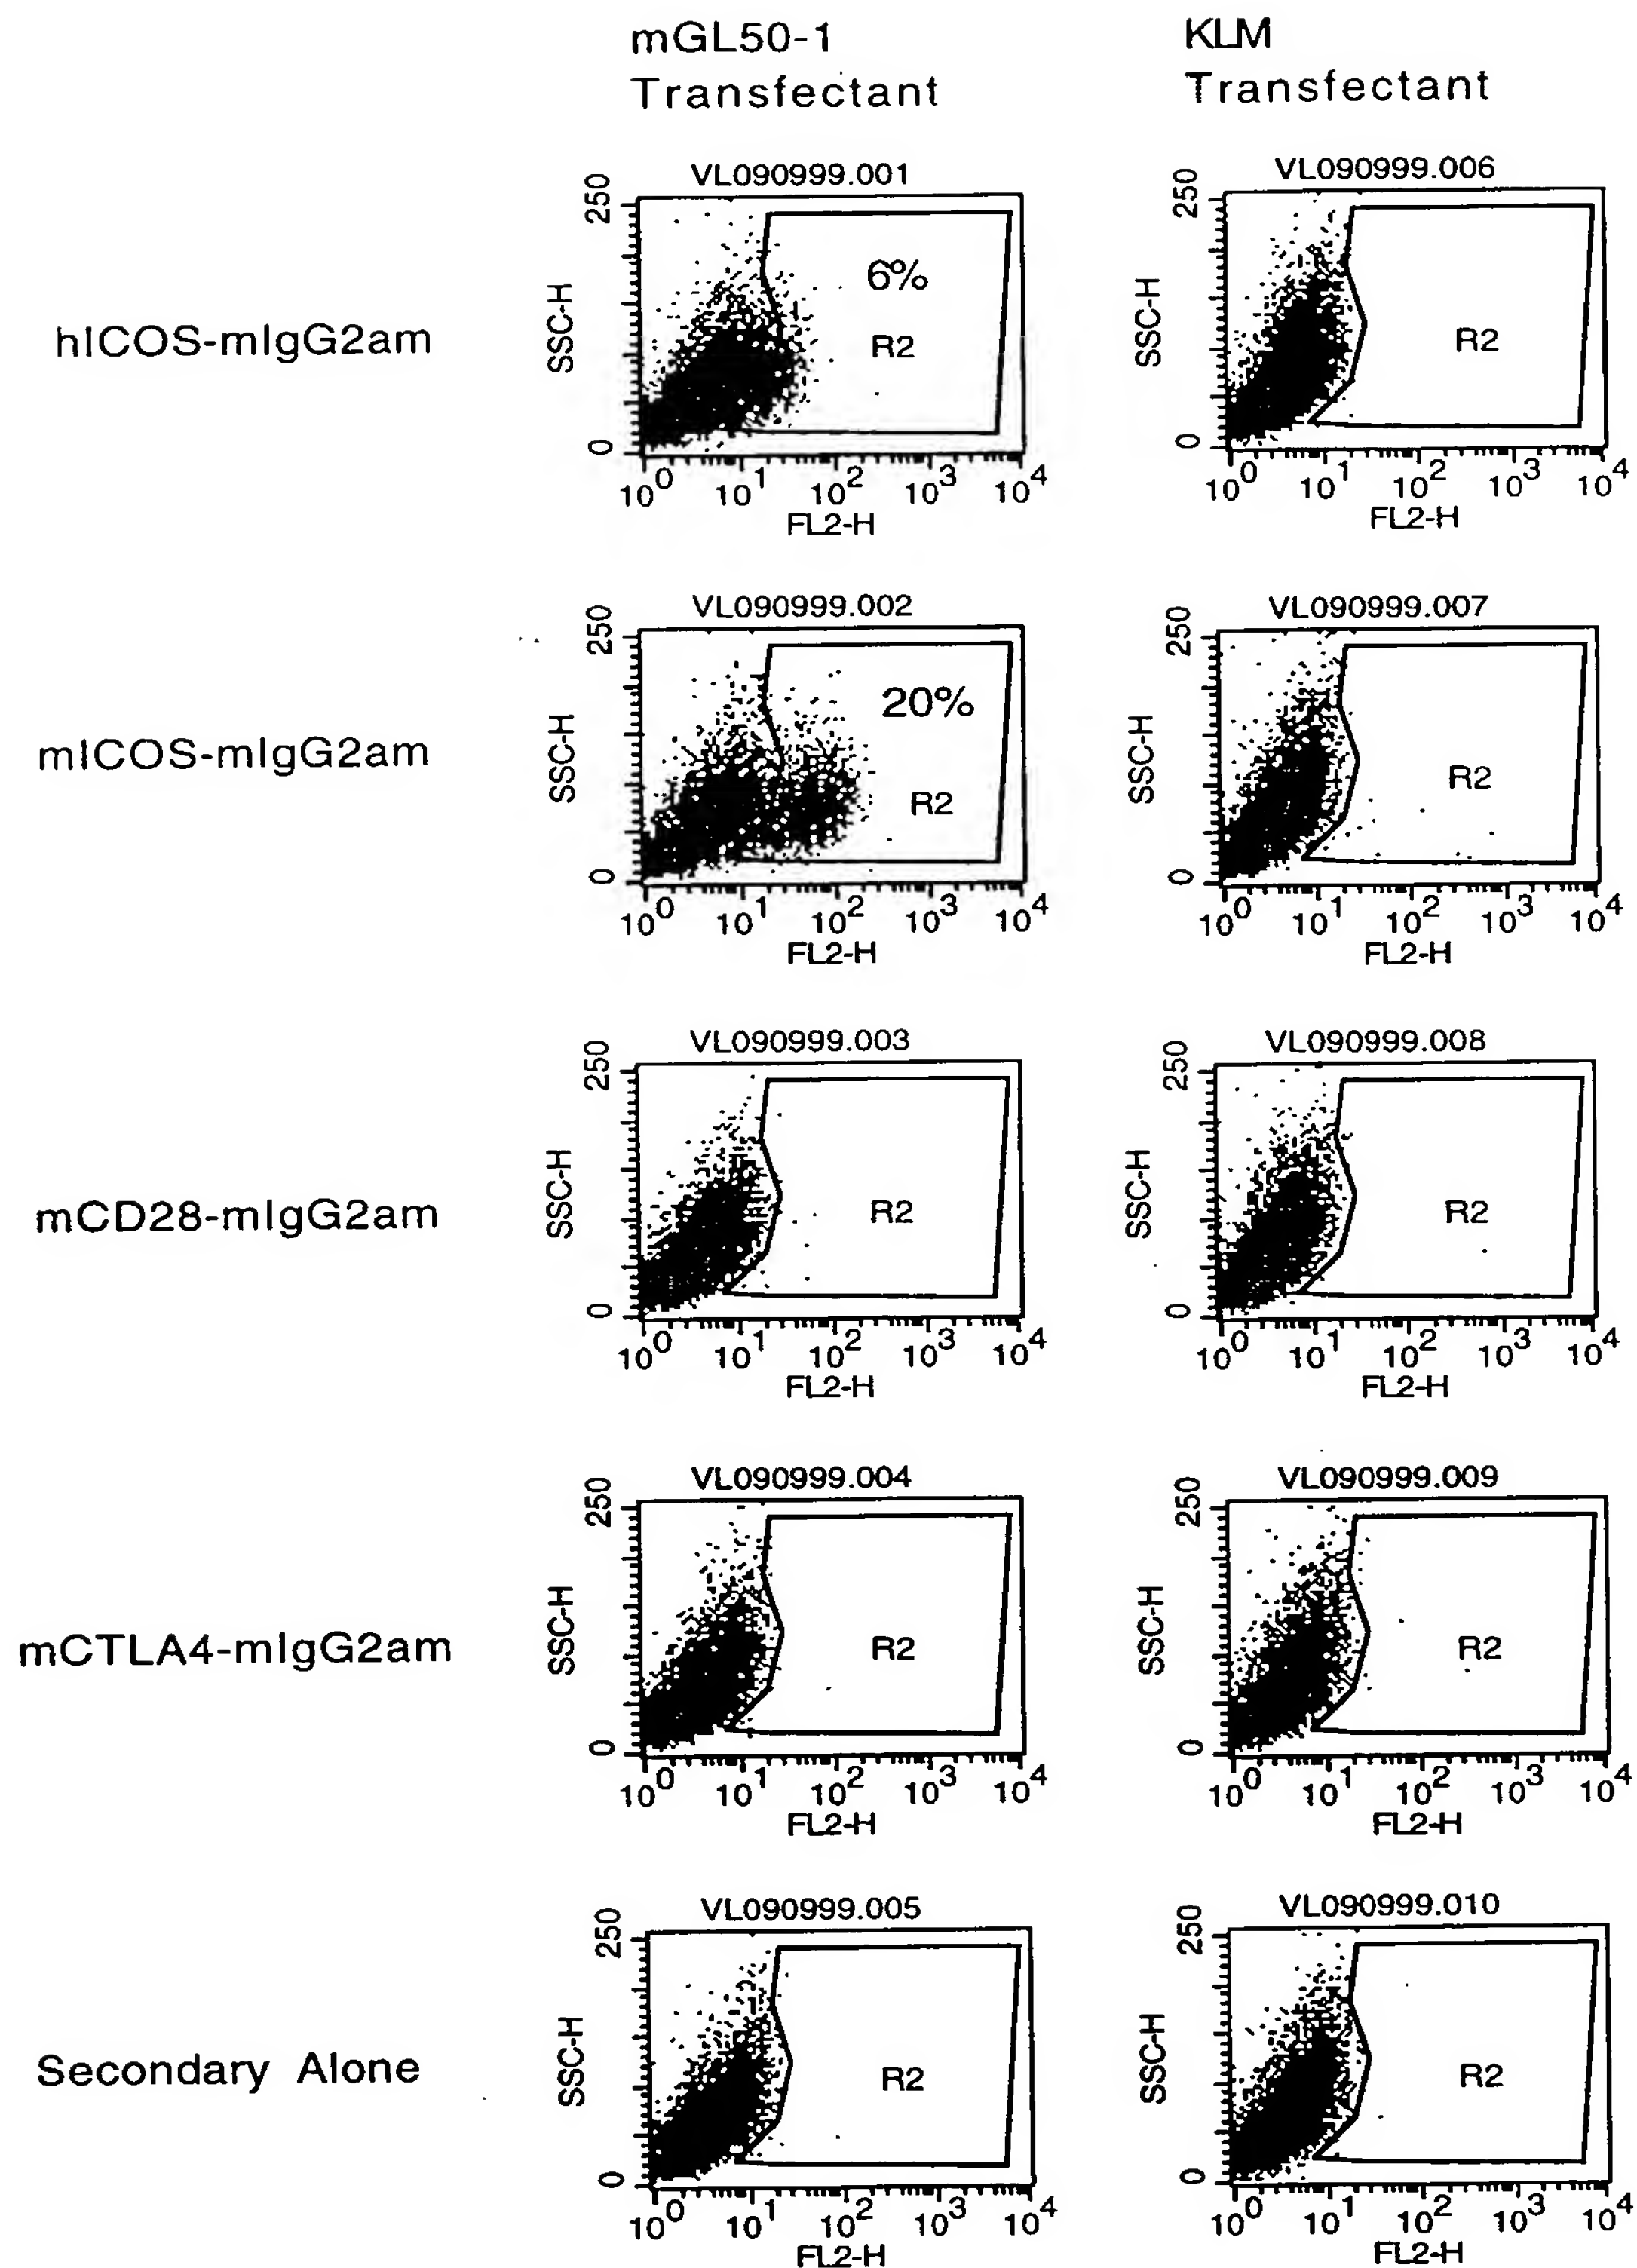 mGL50-1 KLM
Transfectant Transfectant
VL090999.001 VL090999.006
hICOS-mIgG2am
250 SSC-H 0 6% R2 250 SSC-H 0 R2
10^0 10^1 10^2 10^3 10^4 10^0 10^1 10^2 10^3 10^4
FL2-H FL2-H
VL090999.002 VL090999.007
mICOS-mIgG2am
250 SSC-H 0 20% R2 250 SSC-H 0 R2
10^0 10^1 10^2 10^3 10^4 10^0 10^1 10^2 10^3 10^4
FL2-H FL2-H
VL090999.003 VL090999.008
mCD28-mIgG2am
250 SSC-H 0 R2 250 SSC-H 0 R2
10^0 10^1 10^2 10^3 10^4 10^0 10^1 10^2 10^3 10^4
FL2-H FL2-H
VL090999.004 VL090999.009
mCTLA4-mIgG2am
250 SSC-H 0 R2 250 SSC-H 0 R2
10^0 10^1 10^2 10^3 10^4 10^0 10^1 10^2 10^3 10^4
FL2-H FL2-H
VL090999.005 VL090999.010
Secondary Alone
250 SSC-H 0 R2 250 SSC-H 0 R2
10^0 10^1 10^2 10^3 10^4 10^0 10^1 10^2 10^3 10^4
FL2-H FL2-H